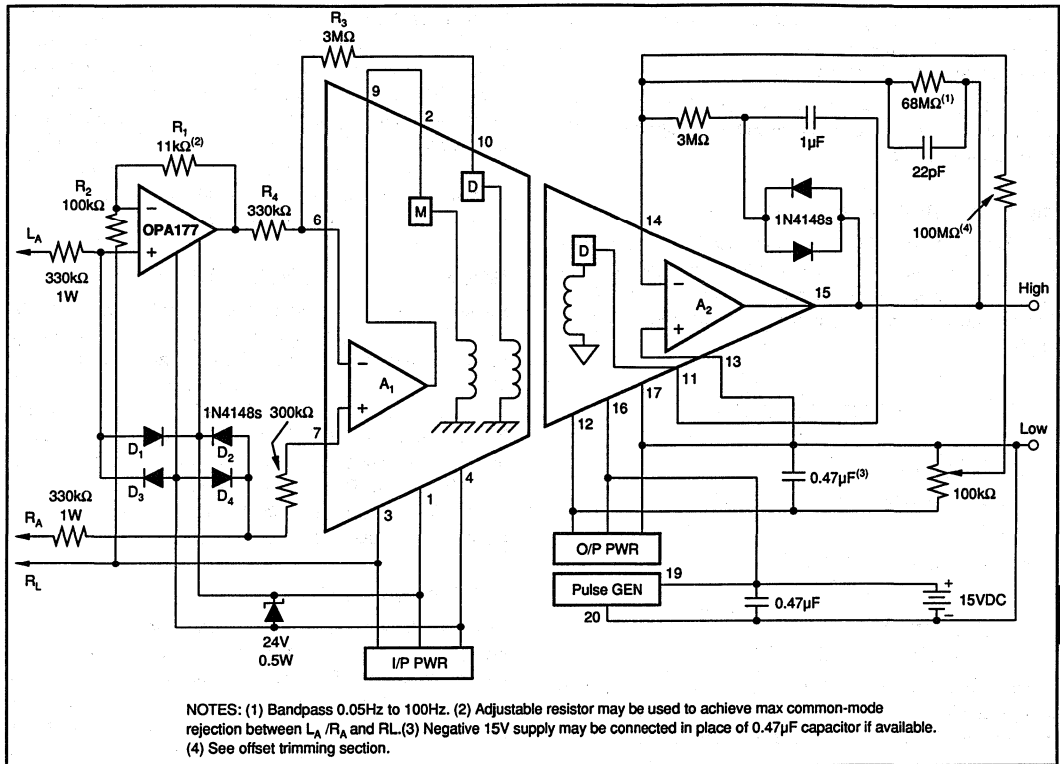 R3
3MΩ
9
2
10
R1
11kΩ(2)
R2
100kΩ
R4
330kΩ
OPA177
LA
330kΩ
1W
6
D
M
−
+
A1
−
+
1N4148s
300kΩ
7
D1
D2
D3
D4
330kΩ
1W
RA
RL
3
1
4
24V
0.5W
I/P PWR
68MΩ(1)
3MΩ
1µF
22pF
1N4148s
100MΩ(4)
14
D
−
+
A2
15
High
13
11
17
16
12
Low
0.47µF(3)
100kΩ
O/P PWR
Pulse GEN
19
20
0.47µF
+
−
15VDC
NOTES: (1) Bandpass 0.05Hz to 100Hz. (2) Adjustable resistor may be used to achieve max common-mode
rejection between LA /RA and RL.(3) Negative 15V supply may be connected in place of 0.47µF capacitor if available.
(4) See offset trimming section.